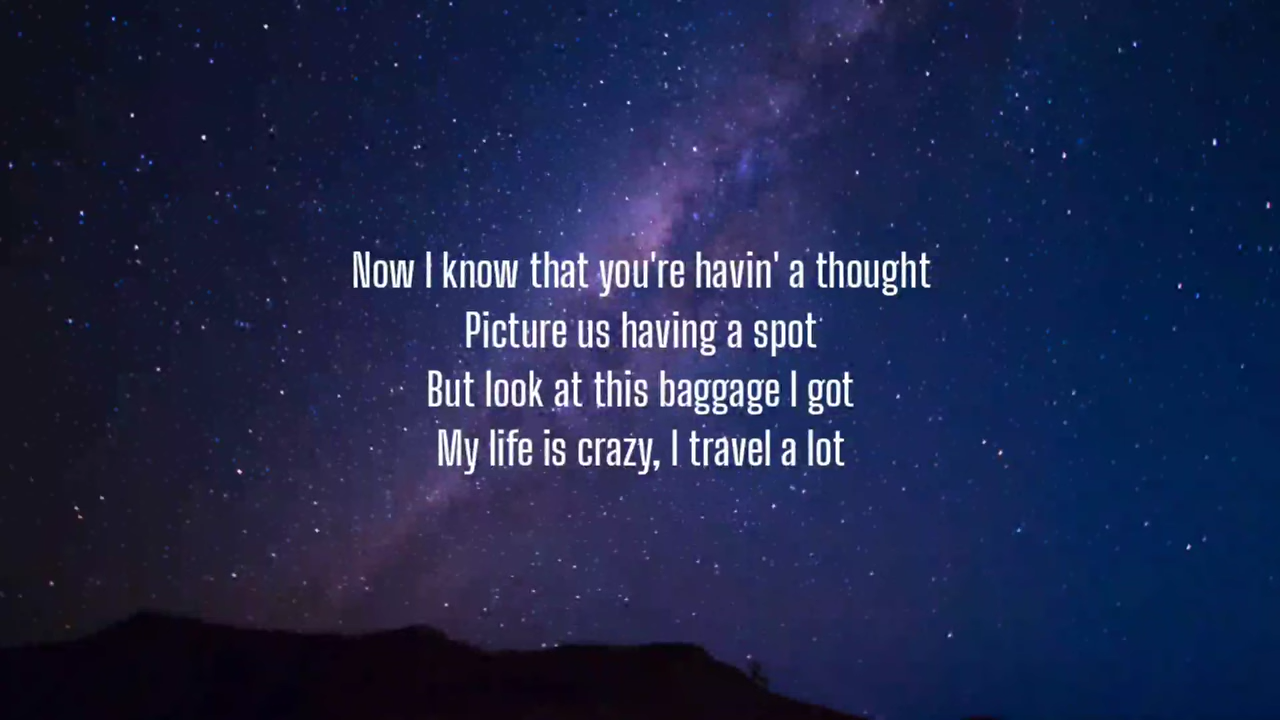 Now I know that you're havin' a thought
Picture us having a spot
But look at this baggage I got
My life is crazy, I travel a lot